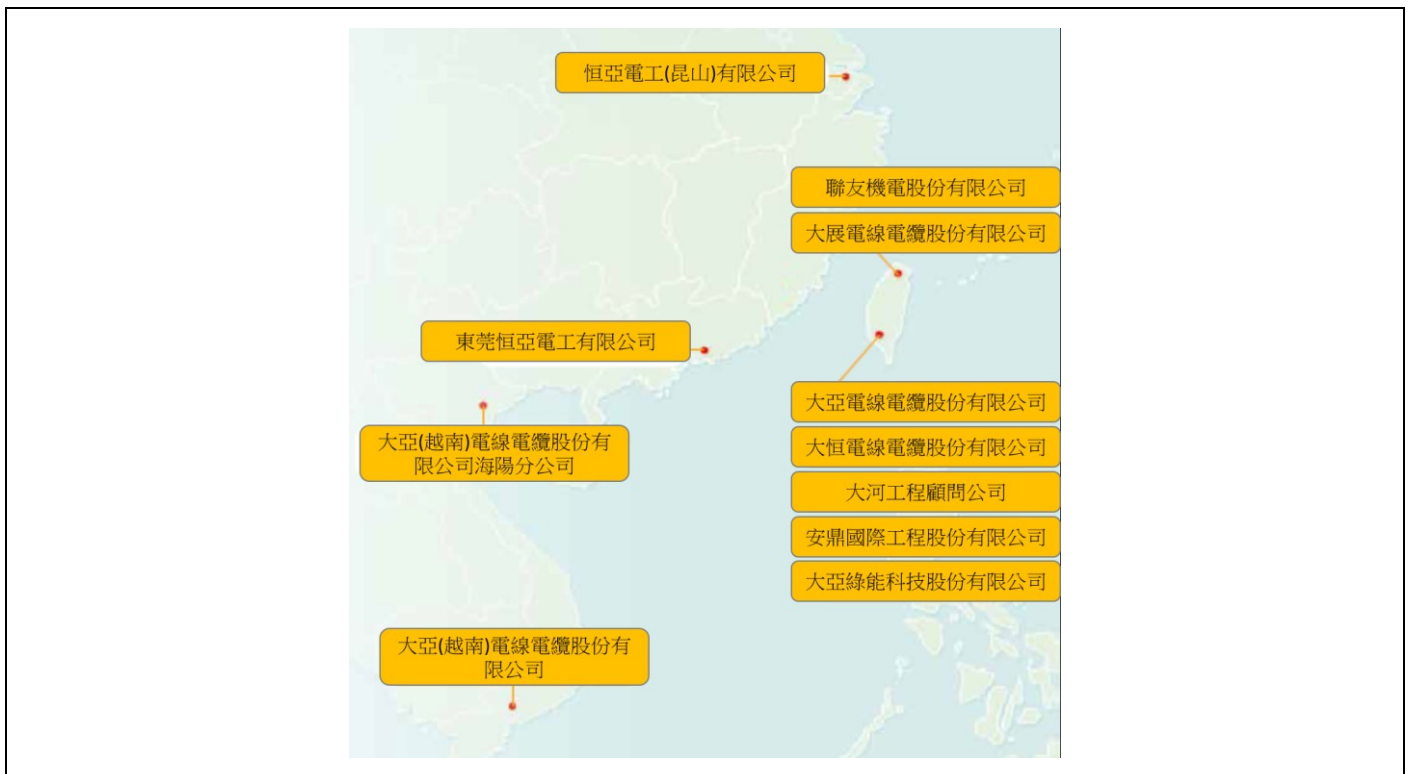 恒亞電工(昆山)有限公司
聯友機電股份有限公司
大展電線電纜股份有限公司
東莞恒亞電工有限公司
大亞電線電纜股份有限公司
大亞(越南)電線電纜股份有
限公司海陽分公司
大恒電線電纜股份有限公司
大河工程顧問公司
安鼎國際工程股份有限公司
大亞綠能科技股份有限公司
大亞(越南)電線電纜股份有
限公司